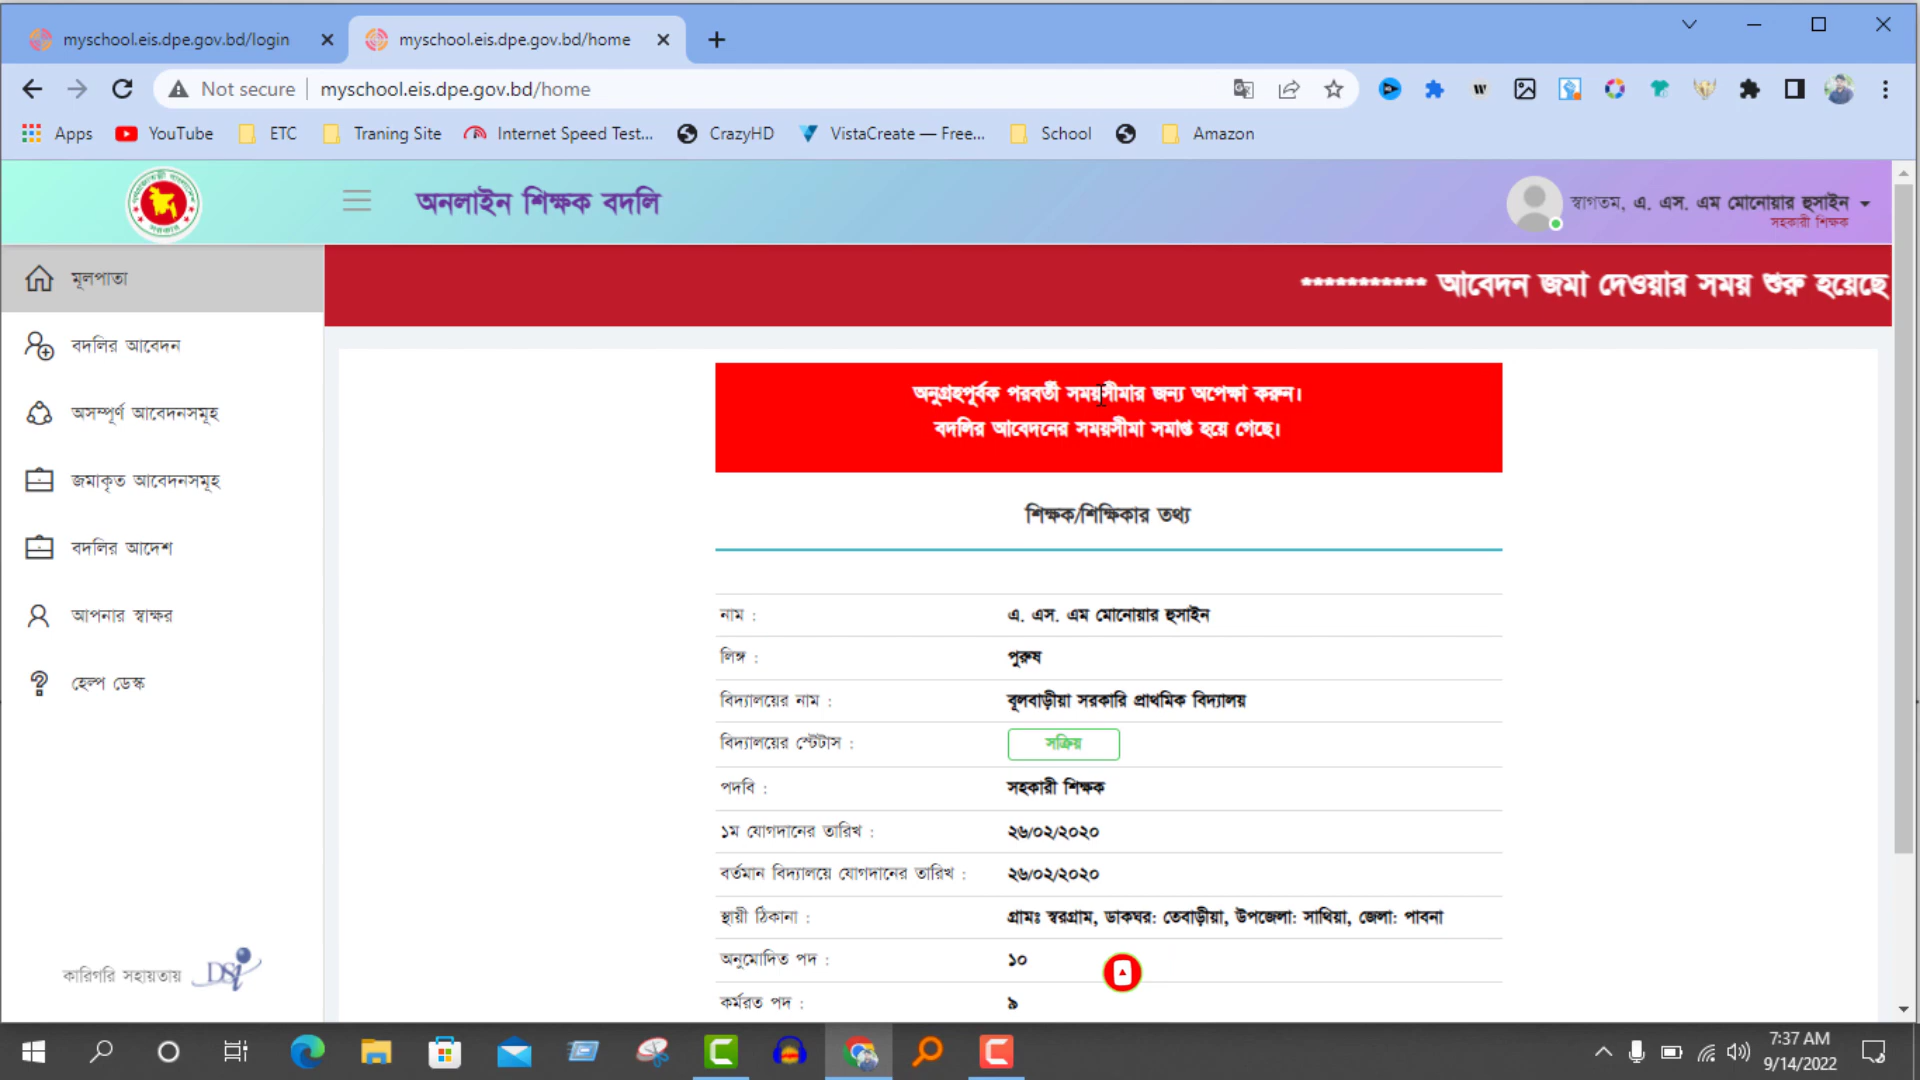 myschool.eis.dpe.gov.bd/login
myschool.eis.dpe.gov.bd/home
Not secure
myschool.eis.dpe.gov.bd/home
Apps
YouTube
ETC
Traning Site
Internet Speed Test...
CrazyHD
VistaCreate — Free...
School
Amazon
অনলাইন শিক্ষক বদলি
স্বাগতম, এ. এস. এম মোনোয়ার হুসাইন
সহকারী শিক্ষক
*********** আবেদন জমা দেওয়ার সময় শুরু হয়েছে
মূলপাতা
বদলির আবেদন
অসম্পূর্ণ আবেদনসমূহ
জমাকৃত আবেদনসমূহ
বদলির আদেশ
আপনার স্বাক্ষর
হেল্প ডেস্ক
কারিগরি সহায়তায়
DSi
অনুগ্রহপূর্বক পরবর্তী সময়সীমার জন্য অপেক্ষা করুন।
বদলির আবেদনের সময়সীমা সমাপ্ত হয়ে গেছে।
শিক্ষক/শিক্ষিকার তথ্য
নাম : এ. এস. এম মোনোয়ার হুসাইন
লিঙ্গ : পুরুষ
বিদ্যালয়ের নাম : বূলবাড়ীয়া সরকারি প্রাথমিক বিদ্যালয়
বিদ্যালয়ের স্টেটাস : সক্রিয়
পদবি : সহকারী শিক্ষক
১ম যোগদানের তারিখ : ২৬/০২/২০২০
বর্তমান বিদ্যালয়ে যোগদানের তারিখ : ২৬/০২/২০২০
স্থায়ী ঠিকানা : গ্রামঃ স্বরগ্রাম, ডাকঘর: তেবাড়ীয়া, উপজেলা: সাথিয়া, জেলা: পাবনা
অনুমোদিত পদ : ১০
কর্মরত পদ : ৯
7:37 AM
9/14/2022